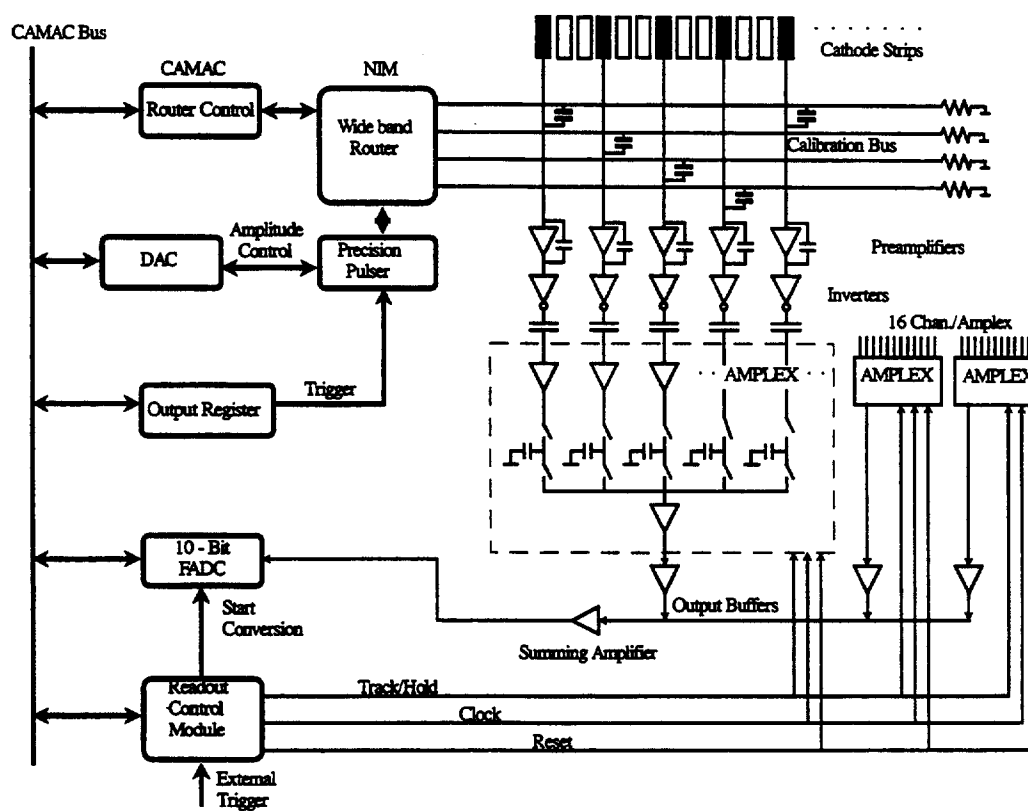 CAMAC Bus
CAMAC
NIM
Cathode Strips
Router Control
Wide band
Router
Calibration Bus
DAC
Amplitude
Control
Precision
Pulser
Preamplifiers
Inverters
16 Chan./Amplex
AMPLEX
AMPLEX
AMPLEX
Output Register
Trigger
10 - Bit
FADC
Start
Conversion
Output Buffers
Summing Amplifier
Readout
Control
Module
Track/Hold
Clock
Reset
External
Trigger